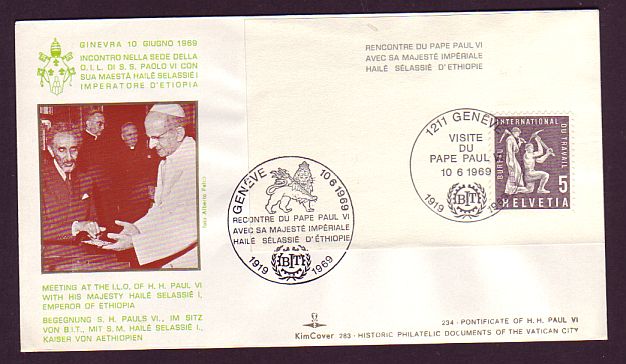 GINEVRA 10 GIUGNO 1969
INCONTRO NELLA SEDE DELLA
O.I.L. DI S. S. PAOLO VI CON
SUA MAESTÀ HAILÉ SELASSIÉ I
IMPERATORE D'ETIOPIA
MEETING AT THE I.L.O. OF H. H. PAUL VI
WITH HIS MAJESTY HAILÉ SELASSIÉ I,
EMPEROR OF ETHIOPIA
BEGEGNUNG S. H. PAULS VI., IM SITZ
VON B.I.T., MIT S.M. HAILÉ SELASSIÉ I.,
KAISER VON AETHIOPIEN
RENCONTRE DU PAPE PAUL VI
AVEC SA MAJESTÉ IMPÉRIALE
HAILÉ SÉLASSIÉ D'ETHIOPIE
GENÈVE 10 6 1969
RECONTRE DU PAPE PAUL VI
AVEC SA MAJESTÉ IMPÉRIALE
HAILÉ SÉLASSIÉ D'ÉTHIOPIE
BIT
1919 1969
1211 GENÈVE
VISITE
DU
PAPE PAUL VI
10 6 1969
BIT
1919
BUREAU INTERNATIONAL DU TRAVAIL
5
HELVETIA
234 - PONTIFICATE OF H. H. PAUL VI
KimCover 283 - HISTORIC PHILATELIC DOCUMENTS OF THE VATICAN CITY